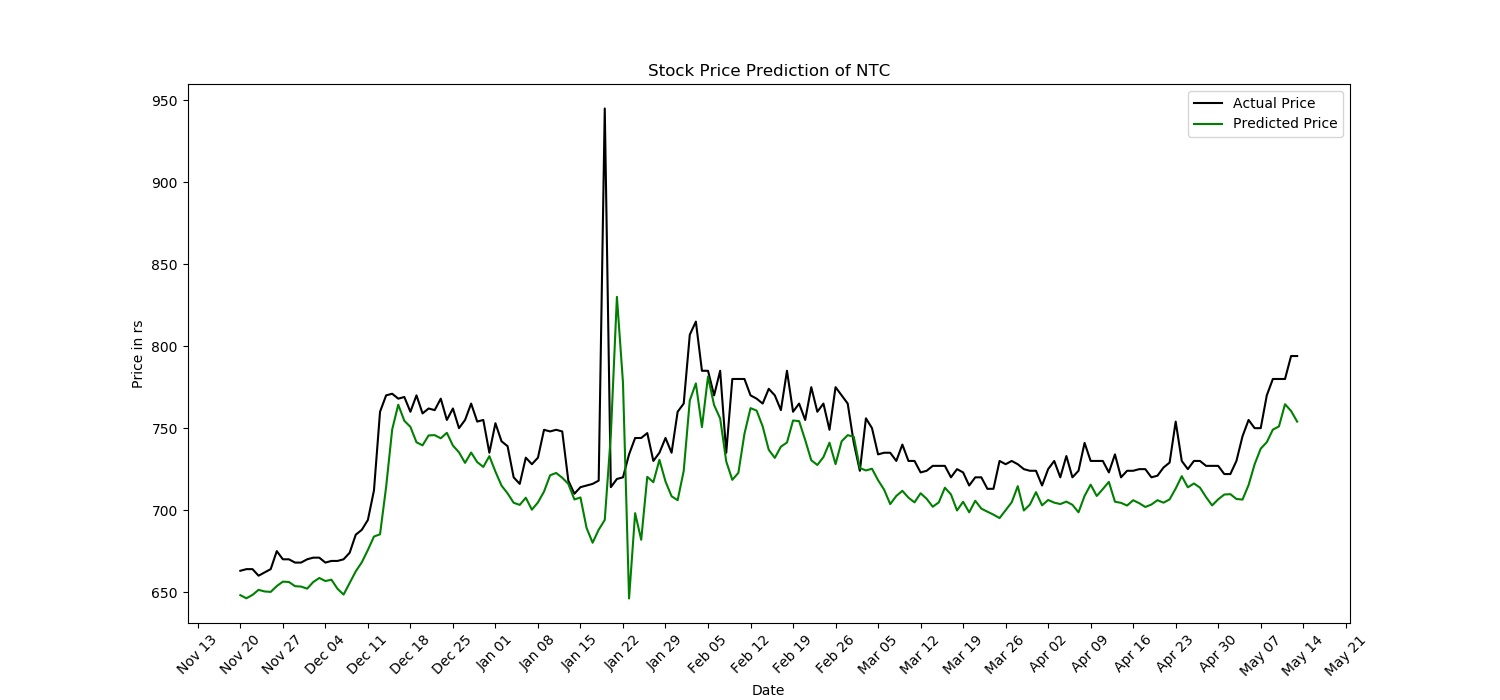 Stock Price Prediction of NTC
Actual Price
Predicted Price
950
900
850
800
750
700
650
Price in rs
Nov 13
Nov 20
Nov 27
Dec 04
Dec 11
Dec 18
Dec 25
Jan 01
Jan 08
Jan 15
Jan 22
Jan 29
Feb 05
Feb 12
Feb 19
Feb 26
Mar 05
Mar 12
Mar 19
Mar 26
Apr 02
Apr 09
Apr 16
Apr 23
Apr 30
May 07
May 14
May 21
Date